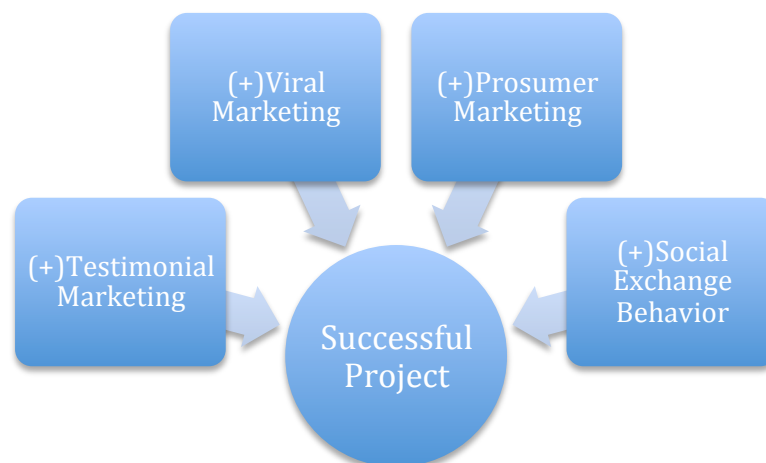 (+)Viral
Marketing
(+)Prosumer
Marketing
(+)Testimonial
Marketing
(+)Social
Exchange
Behavior
Successful
Project